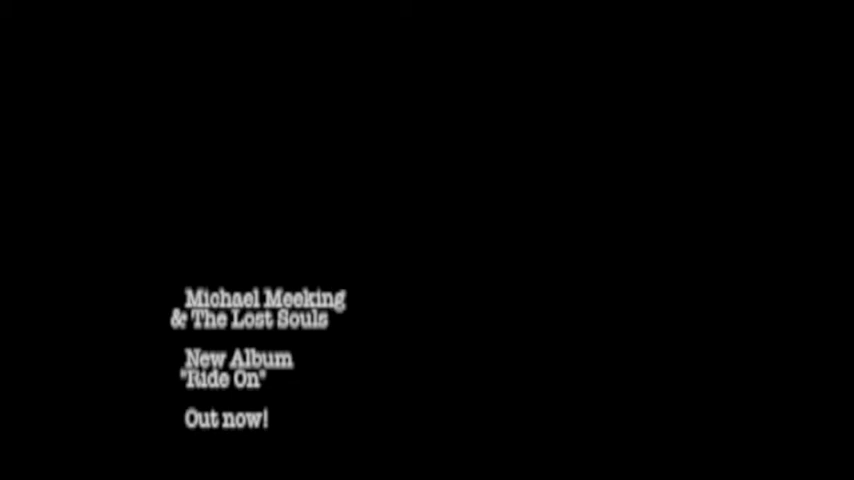 Michael Meeking
& The Lost Souls
New Album
"Ride On"
Out now!